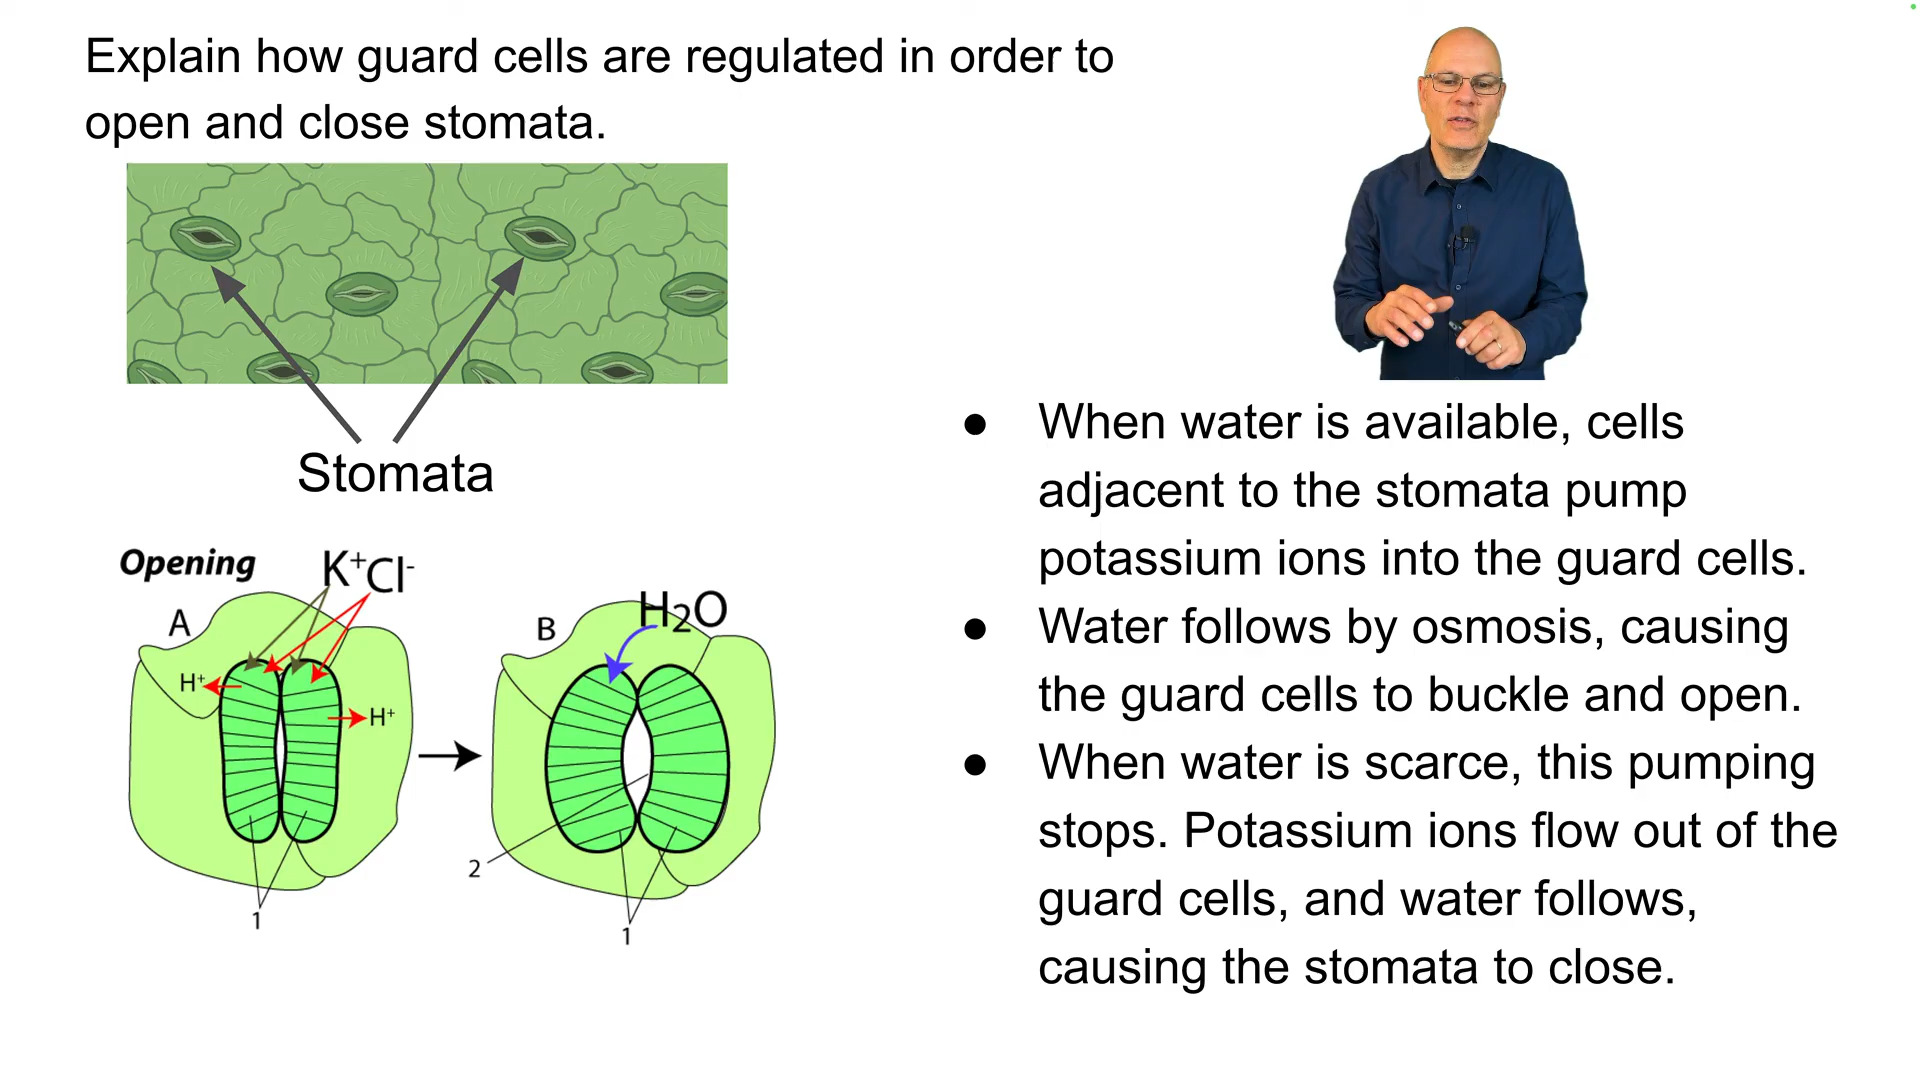 Explain how guard cells are regulated in order to
open and close stomata.
Stomata
Opening
K⁺Cl⁻
A
H⁺
H⁺
1
B
H₂O
2
1
● When water is available, cells
adjacent to the stomata pump
potassium ions into the guard cells.
● Water follows by osmosis, causing
the guard cells to buckle and open.
● When water is scarce, this pumping
stops. Potassium ions flow out of the
guard cells, and water follows,
causing the stomata to close.